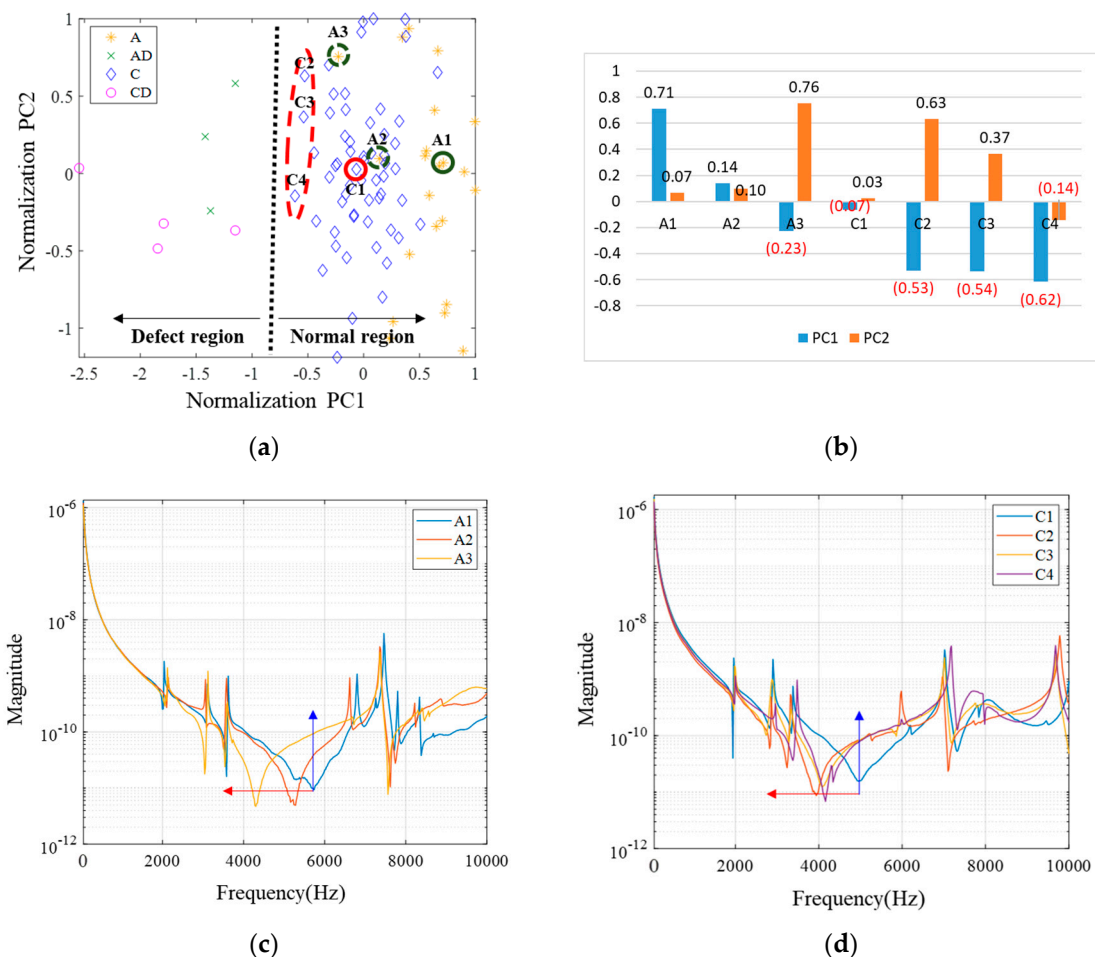 (a)
A
AD
C
CD
A3
C2
C3
A2
A1
C4
C1
Defect region
Normal region
1
0.5
0
-0.5
-1
-2.5
-2
-1.5
-1
-0.5
0
0.5
1
Normalization PC2
Normalization PC1
1
0.8
0.6
0.4
0.2
0
-0.2
-0.4
-0.6
-0.8
0.71
0.07
0.14
0.10
0.76
(0.23)
(0.07)
0.03
0.63
(0.53)
0.37
(0.54)
(0.14)
(0.62)
A1
A2
A3
C1
C2
C3
C4
PC1
PC2
(a)
(b)
10-6
10-8
10-10
10-12
0
2000
4000
6000
8000
10000
Magnitude
Frequency(Hz)
A1
A2
A3
10-6
10-8
10-10
10-12
0
2000
4000
6000
8000
10000
Magnitude
Frequency(Hz)
C1
C2
C3
C4
(c)
(d)